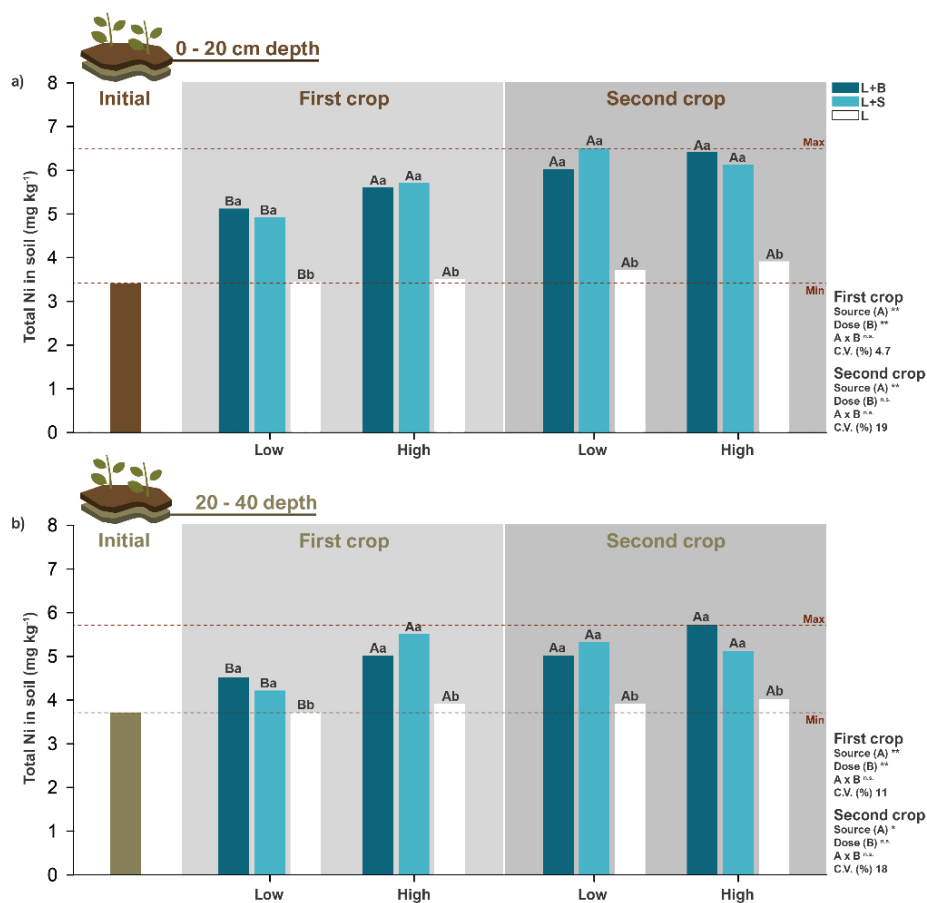 0 - 20 cm depth
a)
Initial
First crop
Second crop
L+B
L+S
L
Total Ni in soil (mg kg⁻¹)
8
7
6
5
4
3
2
1
0
Max
Min
Ba
Ba
Bb
Aa
Aa
Ab
Aa
Aa
Ab
Aa
Aa
Ab
Low
High
Low
High
First crop
Source (A) **
Dose (B) **
A x B n.s.
C.V. (%) 4.7
Second crop
Source (A) **
Dose (B) n.s.
A x B n.s.
C.V. (%) 19
20 - 40 depth
b)
Initial
First crop
Second crop
Total Ni in soil (mg kg⁻¹)
8
7
6
5
4
3
2
1
0
Max
Min
Ba
Ba
Bb
Aa
Aa
Ab
Aa
Aa
Ab
Aa
Aa
Ab
Low
High
Low
High
First crop
Source (A) **
Dose (B) **
A x B n.s.
C.V. (%) 11
Second crop
Source (A) *
Dose (B) n.s.
A x B n.s.
C.V. (%) 18